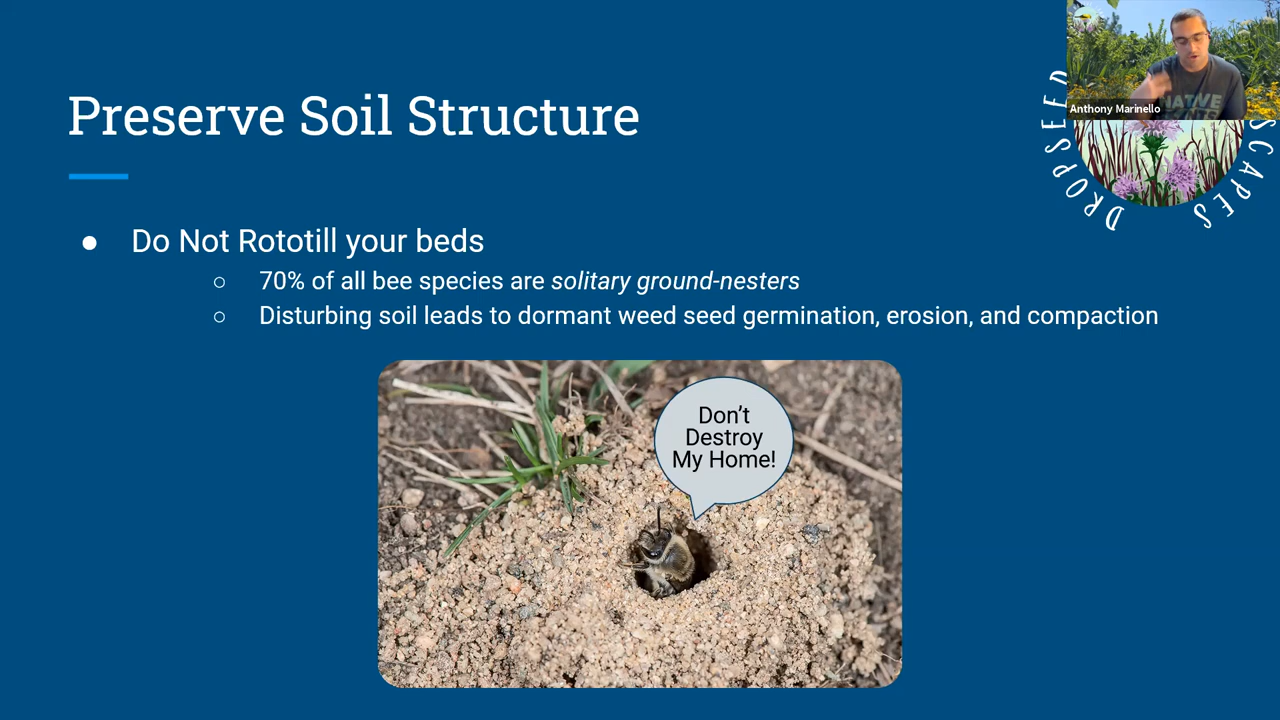 Preserve Soil Structure
● Do Not Rototill your beds
○ 70% of all bee species are solitary ground-nesters
○ Disturbing soil leads to dormant weed seed germination, erosion, and compaction
Don't
Destroy
My Home!
Anthony Marinello
NATIVE
DROPSEED
SCAPES